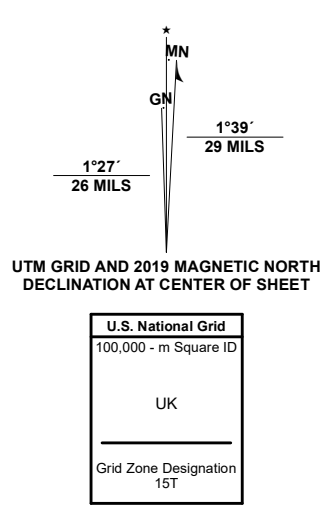 ★
MN
GN
1°39´
29 MILS
1°27´
26 MILS
UTM GRID AND 2019 MAGNETIC NORTH
DECLINATION AT CENTER OF SHEET
U.S. National Grid
100,000 - m Square ID
UK
Grid Zone Designation
15T